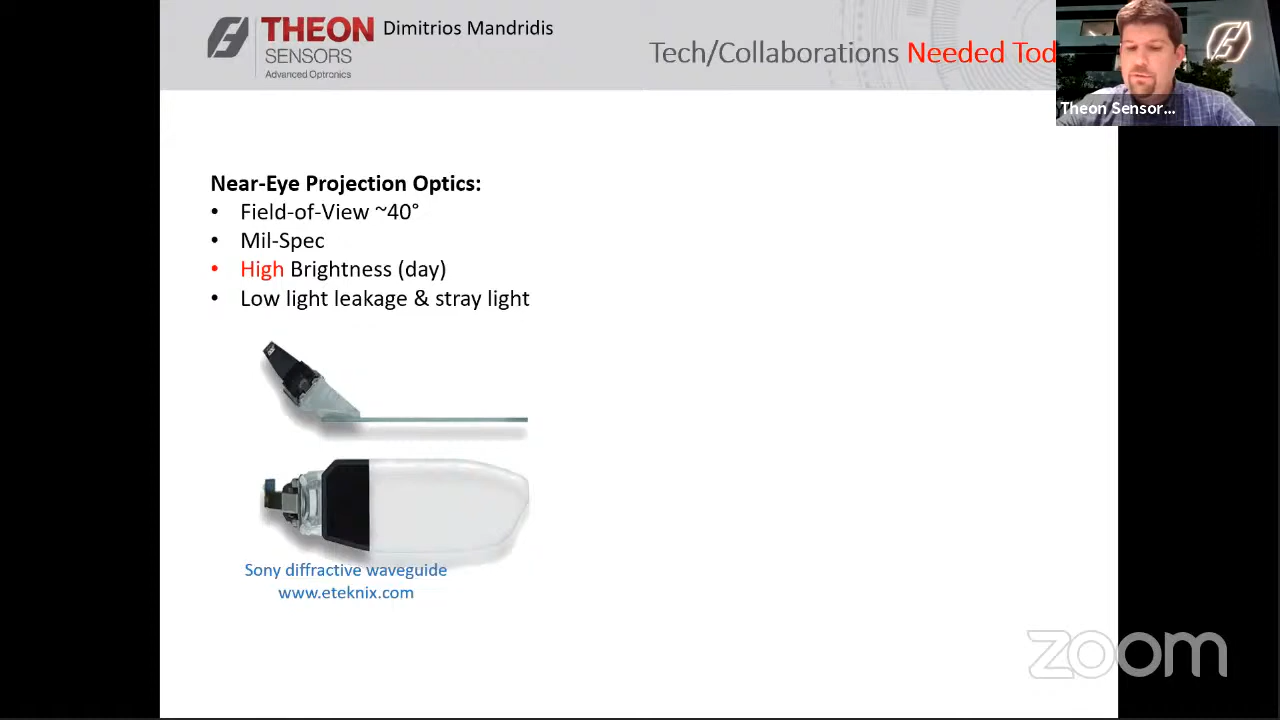 THEON
SENSORS
Advanced Optronics
Dimitrios Mandridis
Tech/Collaborations Needed Tod
Theon Sensor...
Near-Eye Projection Optics:
• Field-of-View ~40°
• Mil-Spec
• High Brightness (day)
• Low light leakage & stray light
Sony diffractive waveguide
www.eteknix.com
zoom